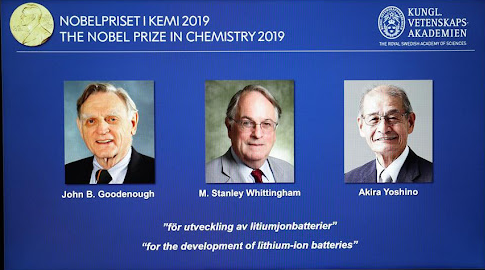 NOBELPRISET I KEMI 2019
THE NOBEL PRIZE IN CHEMISTRY 2019
KUNGL.
VETENSKAPS-
AKADEMIEN
THE ROYAL SWEDISH ACADEMY OF SCIENCES
John B. Goodenough
M. Stanley Whittingham
Akira Yoshino
”för utveckling av litiumjonbatterier”
“for the development of lithium-ion batteries”